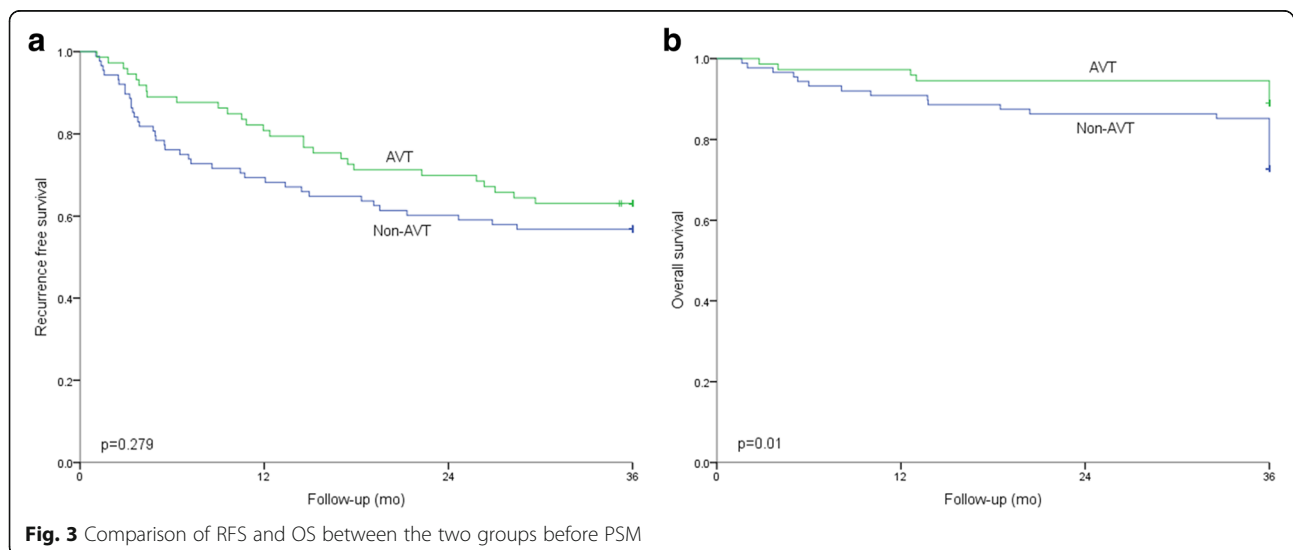 a
1.0
0.8
0.6
0.4
0.2
0.0
Recurrence free survival
AVT
Non-AVT
p=0.279
0 12 24 36
Follow-up (mo)
b
1.0
0.8
0.6
0.4
0.2
0.0
Overall survival
AVT
Non-AVT
p=0.01
0 12 24 36
Follow-up (mo)
Fig. 3 Comparison of RFS and OS between the two groups before PSM